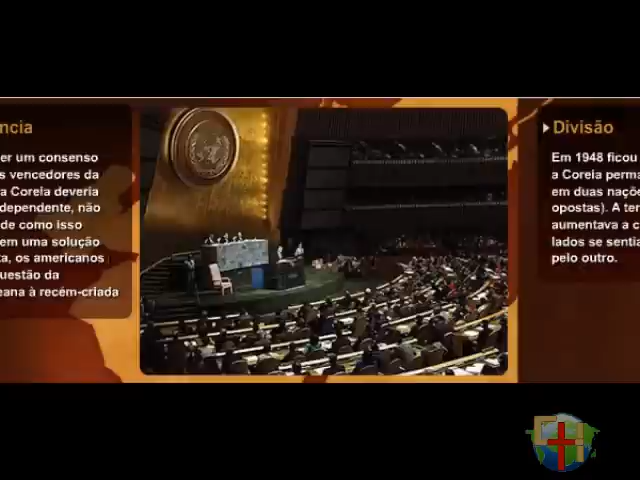 ncia
er um consenso
s vencedores da
a Coreia deveria
dependente, não
de como isso
em uma solução
ta, os americanos
uestão da
eana à recém-criada
Divisão
Em 1948 ficou
a Coreia perma
em duas naçõe
opostas). A ter
aumentava a c
lados se sentia
pelo outro.